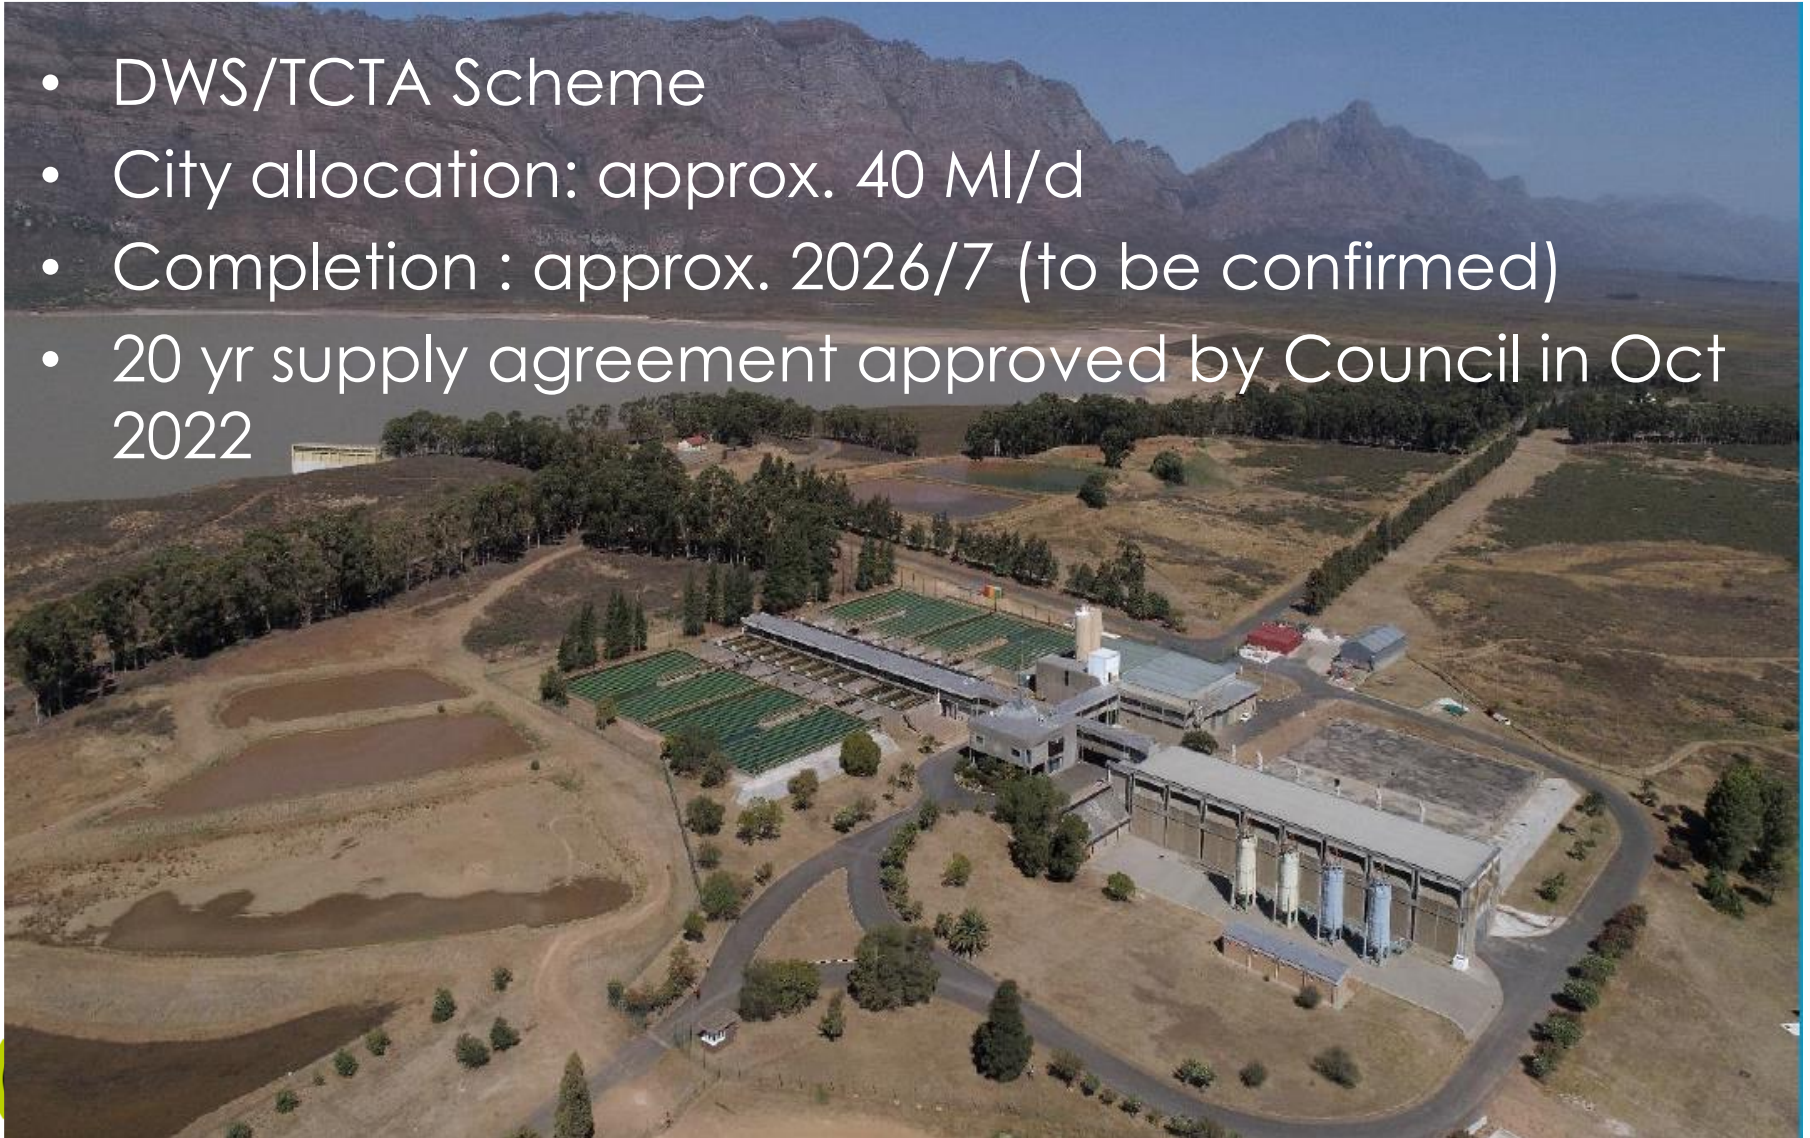 • DWS/TCTA Scheme
• City allocation: approx. 40 Ml/d
• Completion : approx. 2026/7 (to be confirmed)
• 20 yr supply agreement approved by Council in Oct
2022